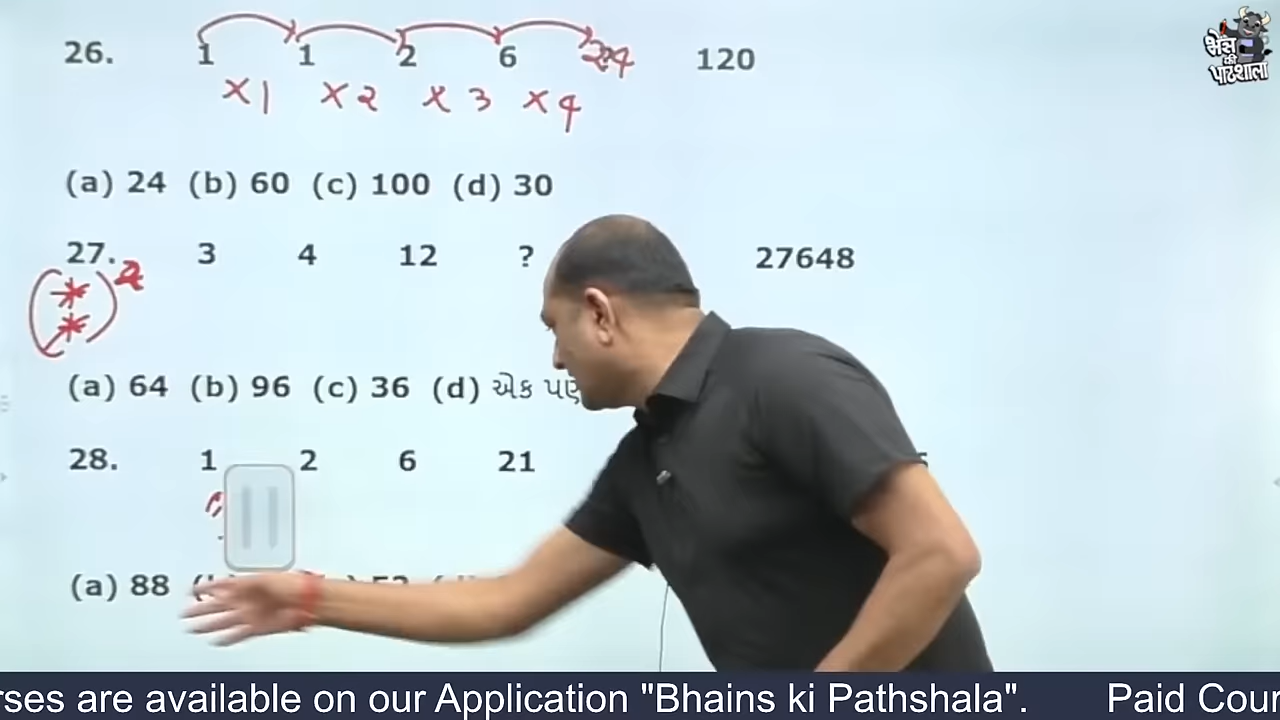 भैंस
की
पाठशाला
26. 1 1 2 6 24 120
×1 ×2 ×3 ×4
(a) 24 (b) 60 (c) 100 (d) 30
27. 3 4 12 ? 27648
(a) 64 (b) 96 (c) 36 (d) એક પણ
28. 1 2 6 21
(a) 88
rses are available on our Application "Bhains ki Pathshala". Paid Cour